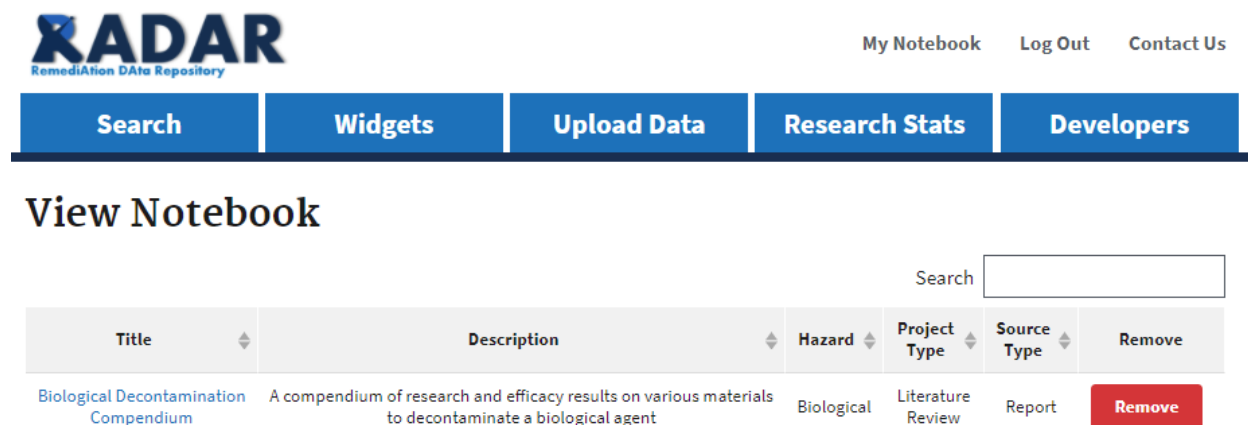 RADAR
RemediAtion DAta Repository
My Notebook Log Out Contact Us
Search Widgets Upload Data Research Stats Developers
View Notebook
Search
Title Description Hazard Project Type Source Type Remove
Biological Decontamination A compendium of research and efficacy results on various materials Biological Literature Report Remove
Compendium to decontaminate a biological agent Review